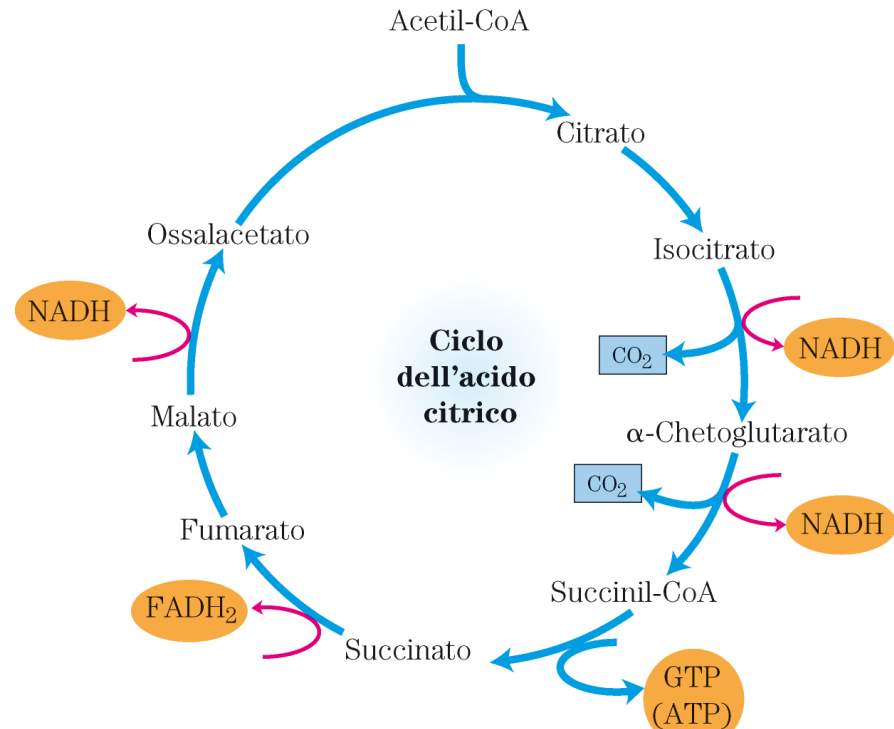 Acetil-CoA
Citrato
Ossalacetato
Isocitrato
NADH
Ciclo
dell'acido
citrico
CO₂
NADH
Malato
α-Chetoglutarato
CO₂
NADH
Fumarato
Succinil-CoA
FADH₂
Succinato
GTP
(ATP)